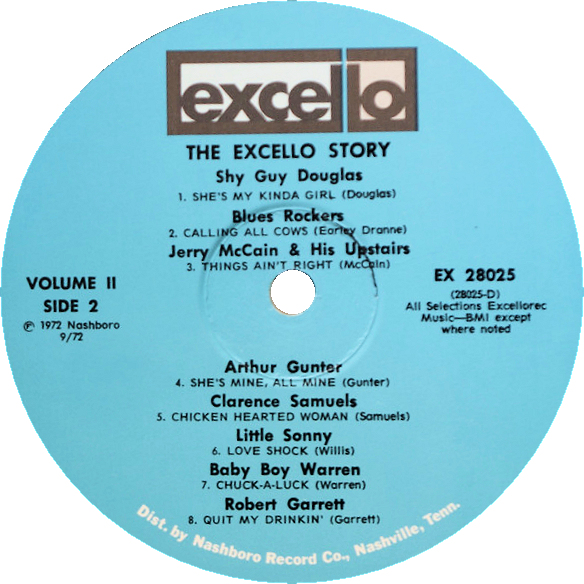 excello
THE EXCELLO STORY
Shy Guy Douglas
1. SHE'S MY KINDA GIRL (Douglas)
Blues Rockers
2. CALLING ALL COWS (Earley Dranne)
Jerry McCain & His Upstairs
3. THINGS AIN'T RIGHT (McCain)
VOLUME II
SIDE 2
℗ 1972 Nashboro
9/72
EX 28025
(28025-D)
All Selections Excellorec
Music—BMI except
where noted
Arthur Gunter
4. SHE'S MINE, ALL MINE (Gunter)
Clarence Samuels
5. CHICKEN HEARTED WOMAN (Samuels)
Little Sonny
6. LOVE SHOCK (Willis)
Baby Boy Warren
7. CHUCK-A-LUCK (Warren)
Robert Garrett
8. QUIT MY DRINKIN' (Garrett)
Dist. by Nashboro Record Co., Nashville, Tenn.